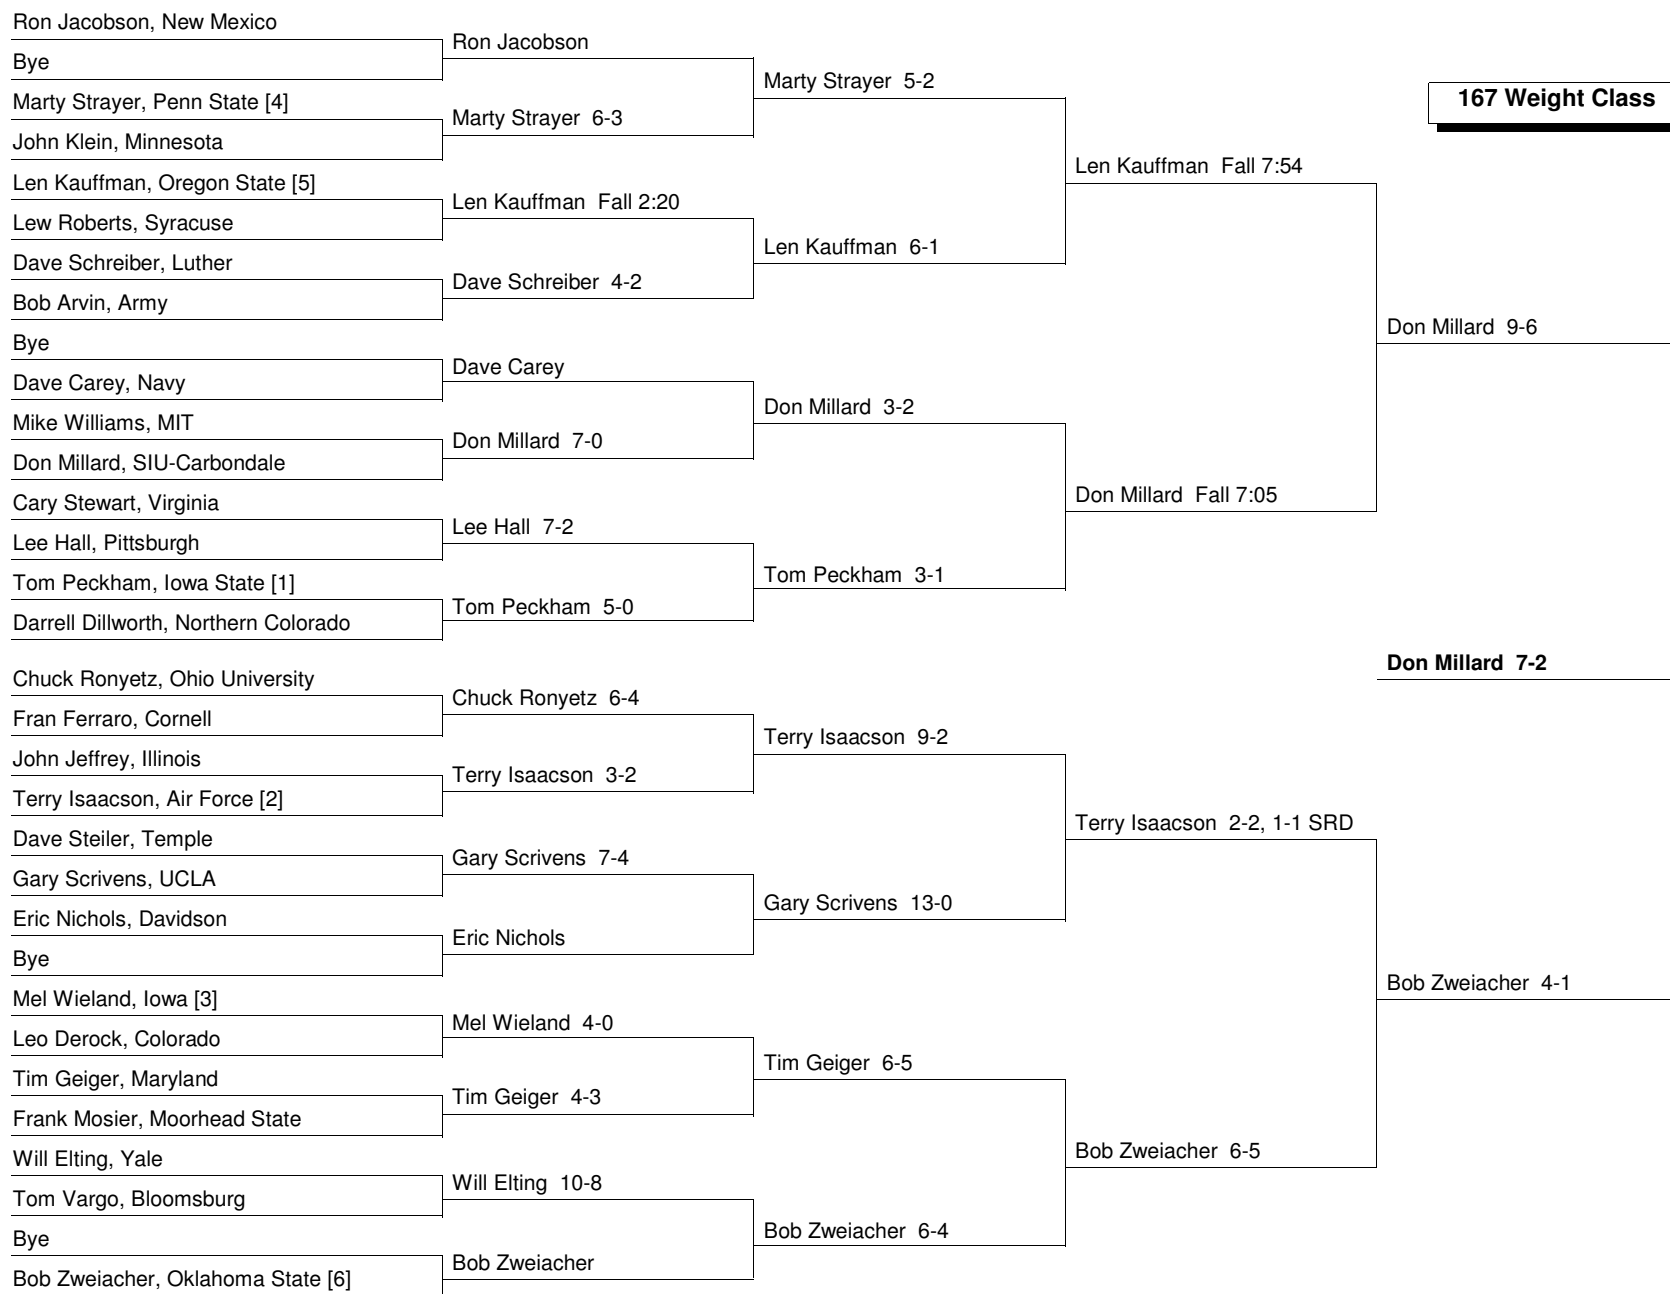 Ron Jacobson, New Mexico
Bye
Marty Strayer, Penn State [4]
John Klein, Minnesota
Len Kauffman, Oregon State [5]
Lew Roberts, Syracuse
Dave Schreiber, Luther
Bob Arvin, Army
Bye
Dave Carey, Navy
Mike Williams, MIT
Don Millard, SIU-Carbondale
Cary Stewart, Virginia
Lee Hall, Pittsburgh
Tom Peckham, Iowa State [1]
Darrell Dillworth, Northern Colorado
Chuck Ronyetz, Ohio University
Fran Ferraro, Cornell
John Jeffrey, Illinois
Terry Isaacson, Air Force [2]
Dave Steiler, Temple
Gary Scrivens, UCLA
Eric Nichols, Davidson
Bye
Mel Wieland, Iowa [3]
Leo Derock, Colorado
Tim Geiger, Maryland
Frank Mosier, Moorhead State
Will Elting, Yale
Tom Vargo, Bloomsburg
Bye
Bob Zweiacher, Oklahoma State [6]
Ron Jacobson
Marty Strayer 6-3
Len Kauffman Fall 2:20
Dave Schreiber 4-2
Dave Carey
Don Millard 7-0
Lee Hall 7-2
Tom Peckham 5-0
Chuck Ronyetz 6-4
Terry Isaacson 3-2
Gary Scrivens 7-4
Eric Nichols
Mel Wieland 4-0
Tim Geiger 4-3
Will Elting 10-8
Bob Zweiacher
Marty Strayer 5-2
Len Kauffman 6-1
Don Millard 3-2
Tom Peckham 3-1
Terry Isaacson 9-2
Gary Scrivens 13-0
Tim Geiger 6-5
Bob Zweiacher 6-4
Len Kauffman Fall 7:54
Don Millard Fall 7:05
Terry Isaacson 2-2, 1-1 SRD
Bob Zweiacher 6-5
167 Weight Class
Don Millard 9-6
Don Millard 7-2
Bob Zweiacher 4-1